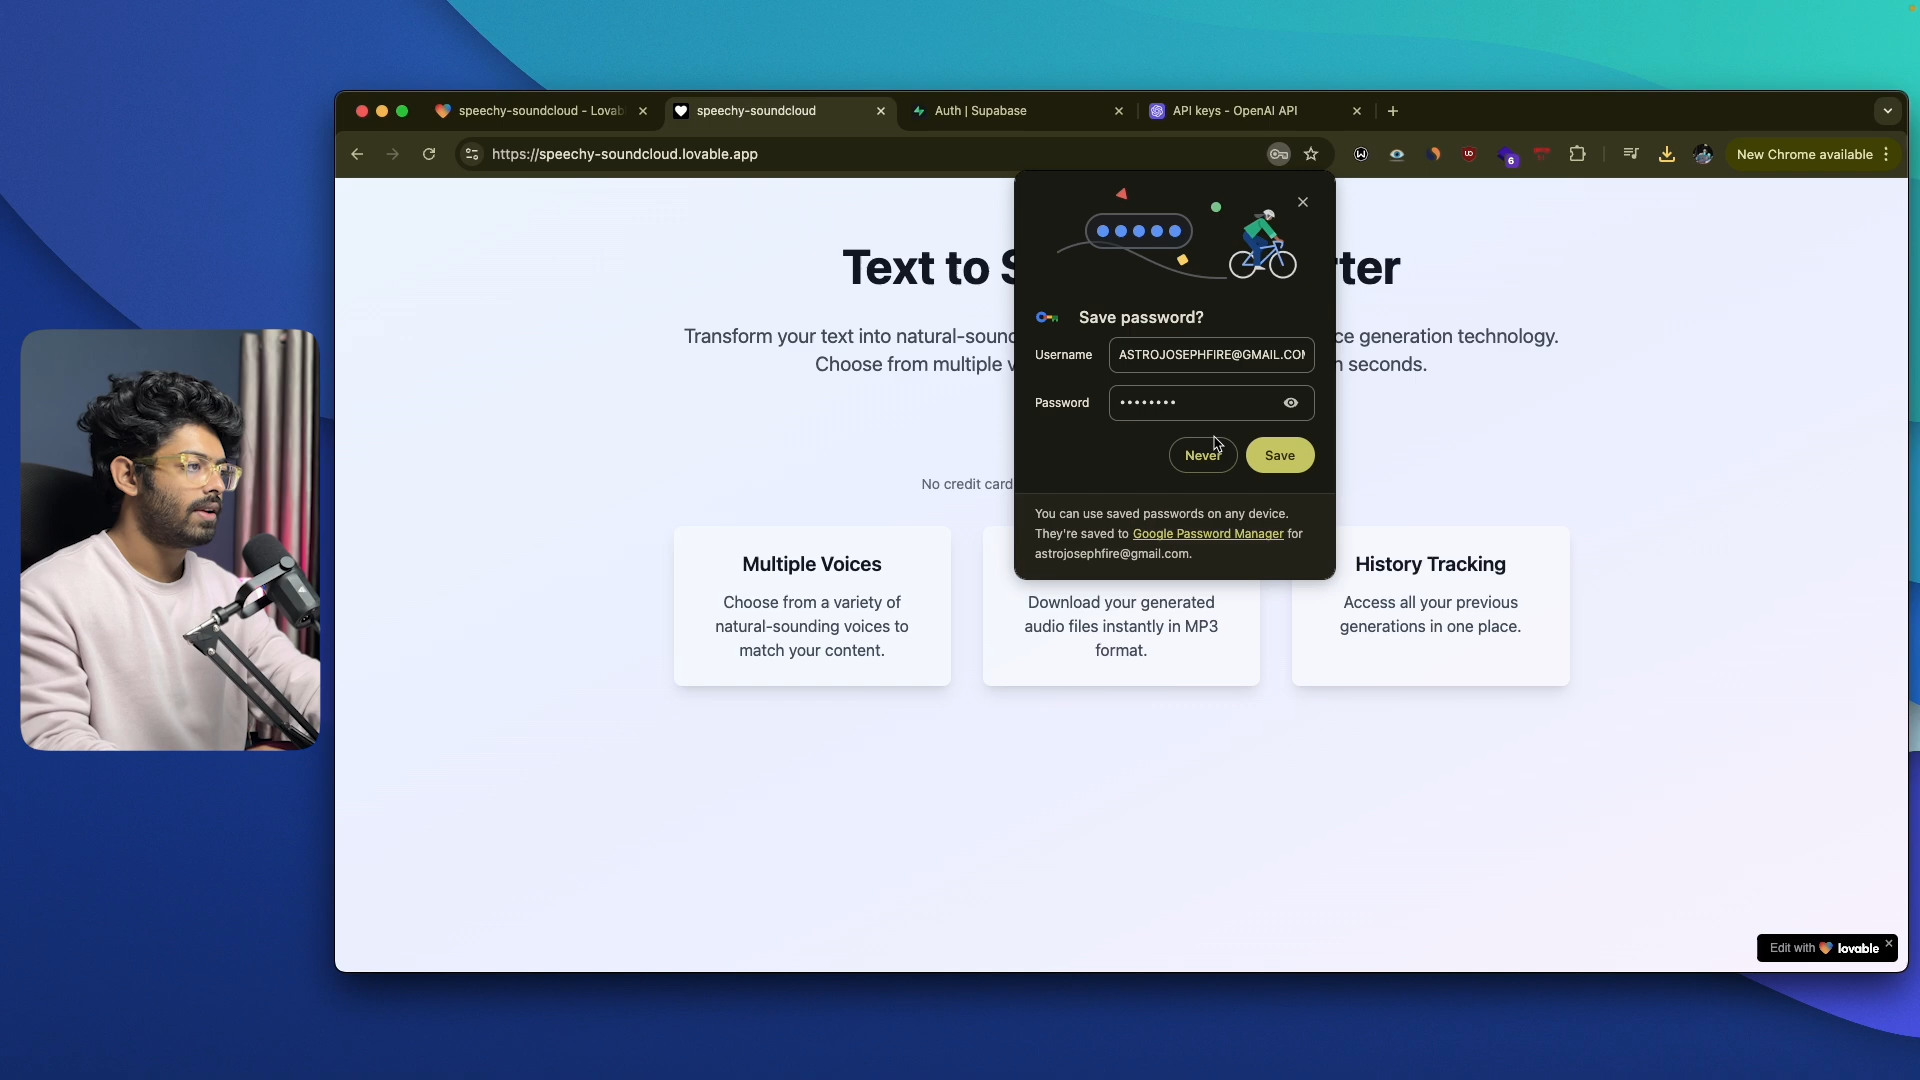 speechy-soundcloud - Lovab
speechy-soundcloud
Auth | Supabase
API keys - OpenAI API
https://speechy-soundcloud.lovable.app
6
New Chrome available
Text to S
rter
Transform your text into natural-sound
ce generation technology.
Choose from multiple v
n seconds.
Save password?
Username
ASTROJOSEPHFIRE@GMAIL.COM
Password
Never
Save
No credit card
You can use saved passwords on any device.
They're saved to Google Password Manager for
astrojosephfire@gmail.com.
Multiple Voices
Choose from a variety of
natural-sounding voices to
match your content.
Download your generated
audio files instantly in MP3
format.
History Tracking
Access all your previous
generations in one place.
Edit with lovable